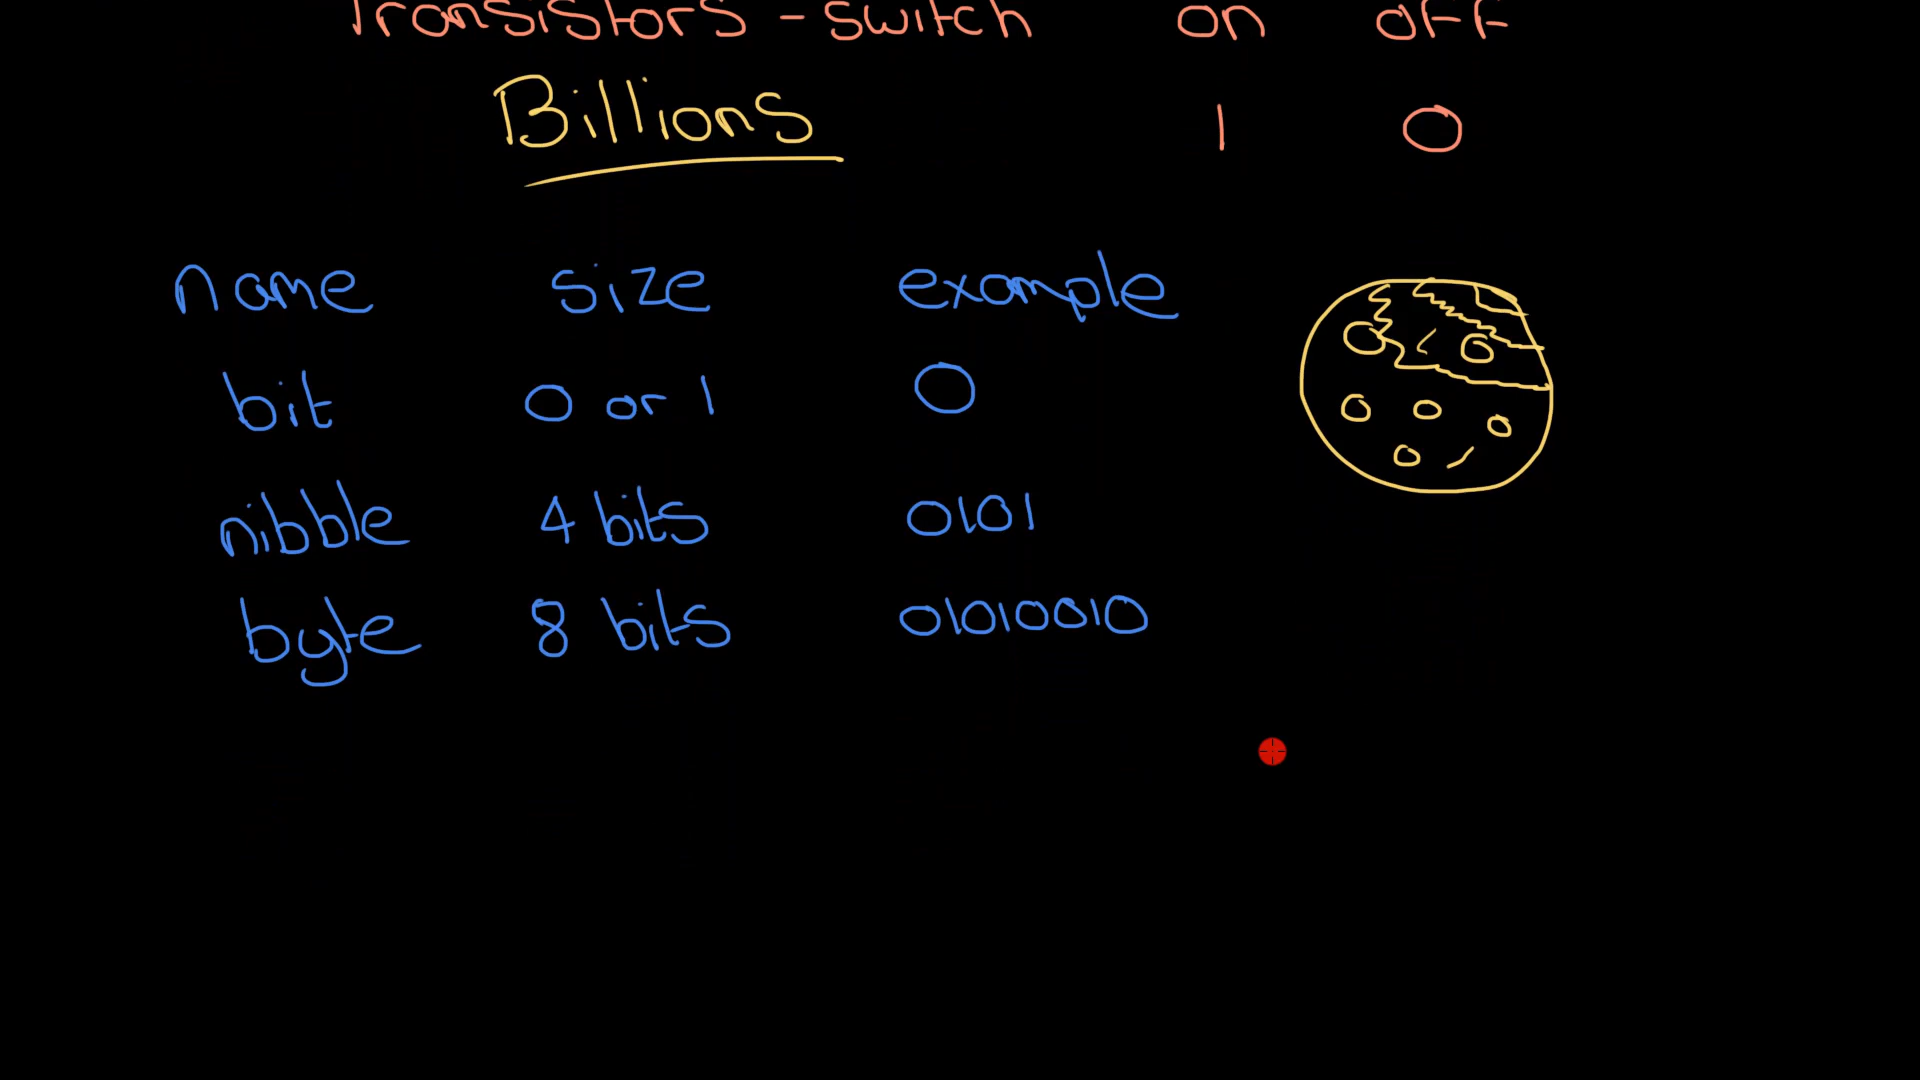 Transistors - switch on off
Billions 1 0
name size example
bit 0 or 1 0
nibble 4 bits 0101
byte 8 bits 01010010